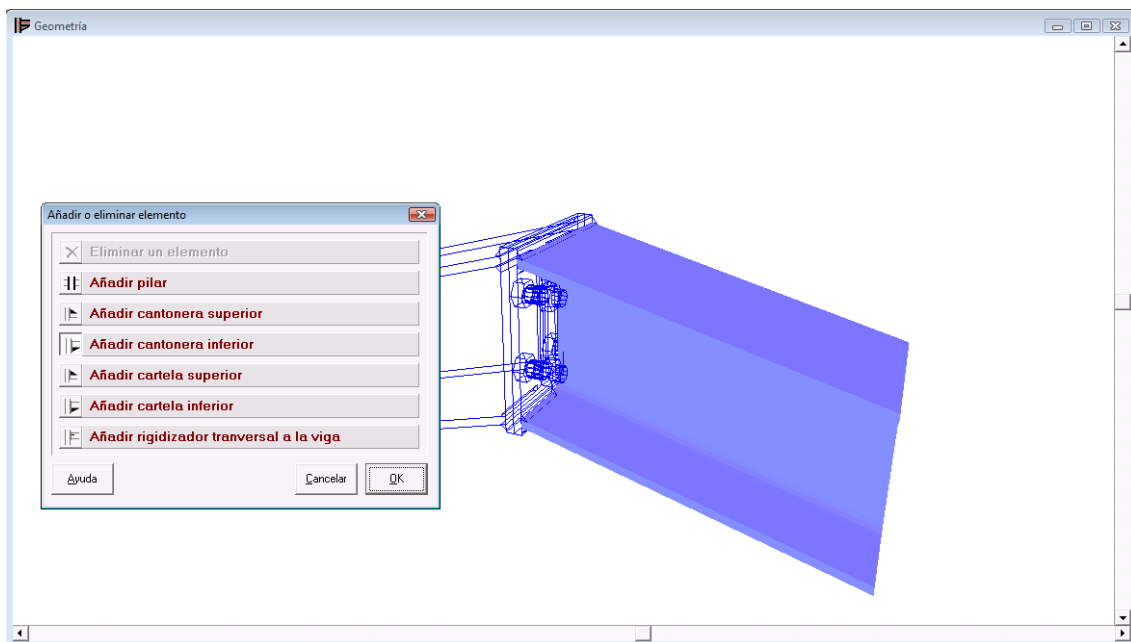 Geometría
Añadir o eliminar elemento
Eliminar un elemento
Añadir pilar
Añadir cantonera superior
Añadir cantonera inferior
Añadir cartela superior
Añadir cartela inferior
Añadir rigidizador tranversal a la viga
Ayuda Cancelar OK